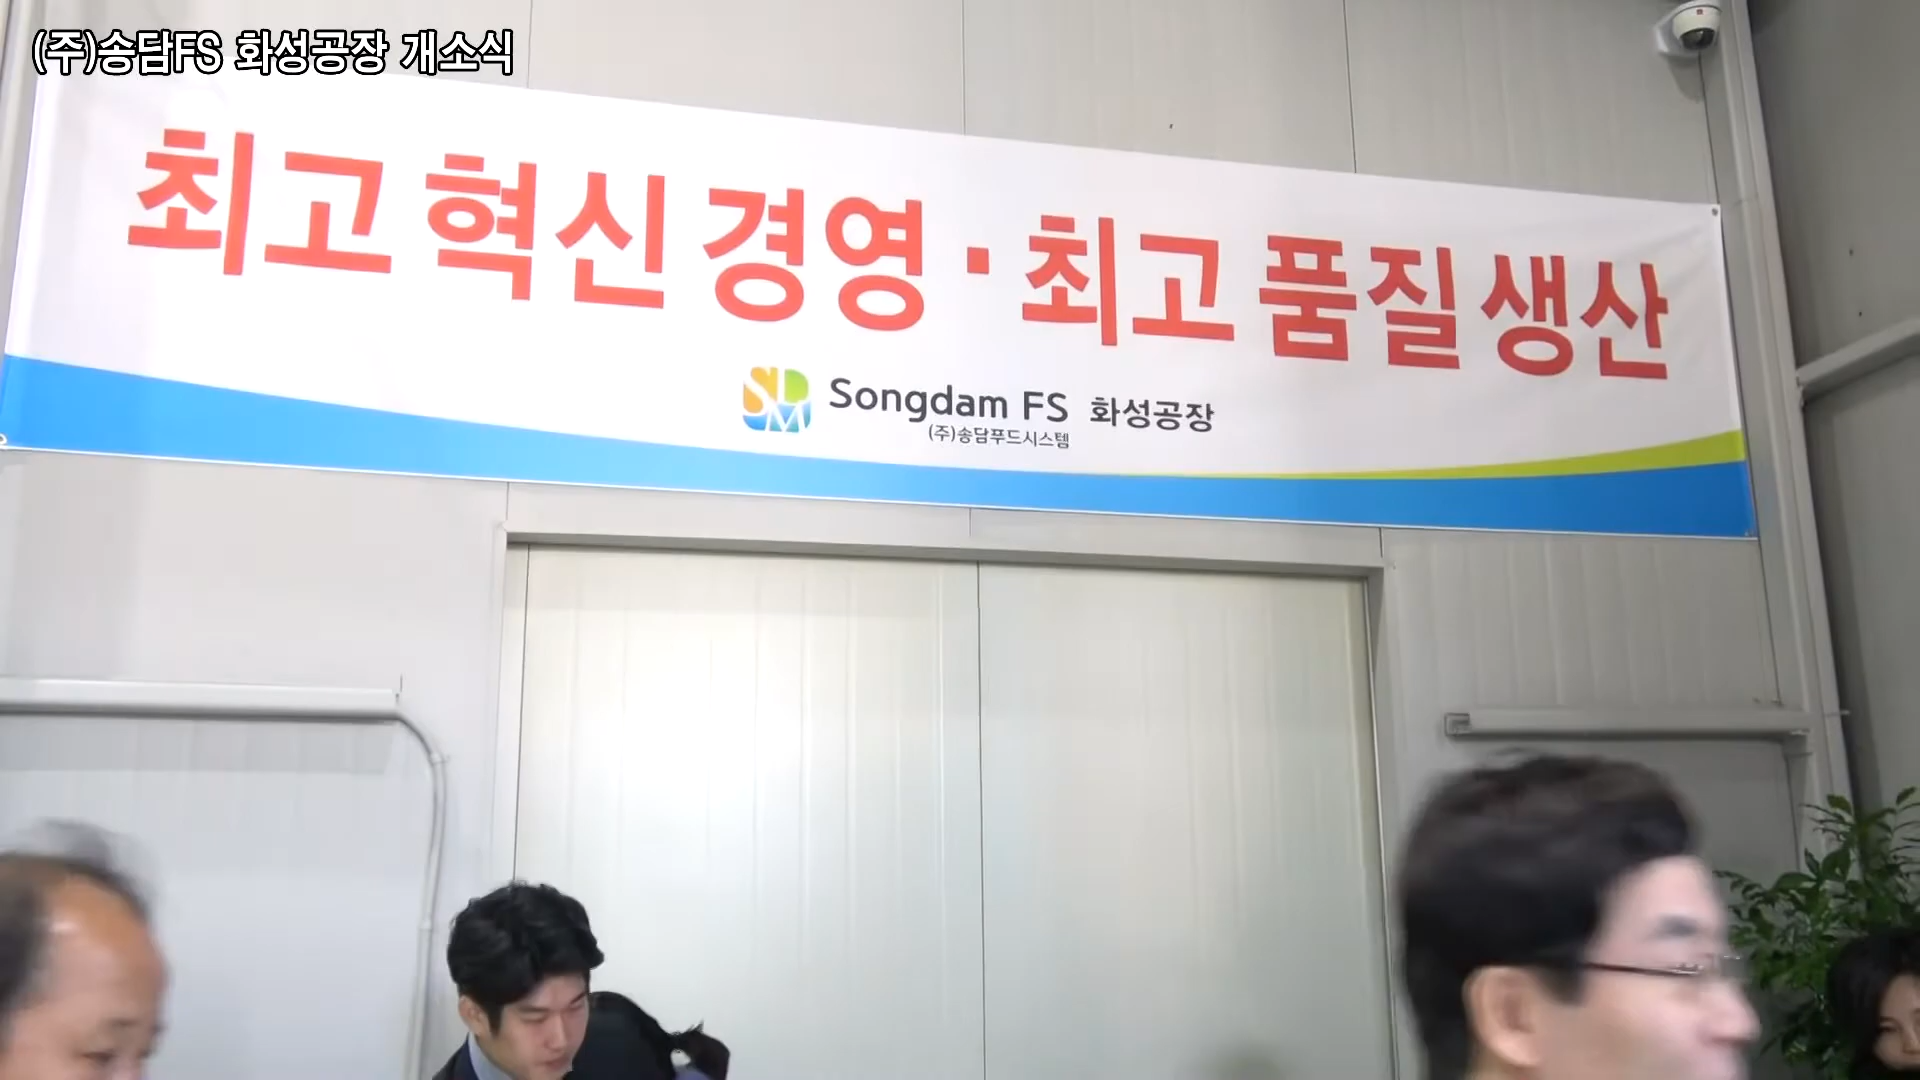 (주)송담FS 화성공장 개소식
최고 혁신 경영 · 최고 품질 생산
SDM Songdam FS 화성공장
(주)송담푸드시스템